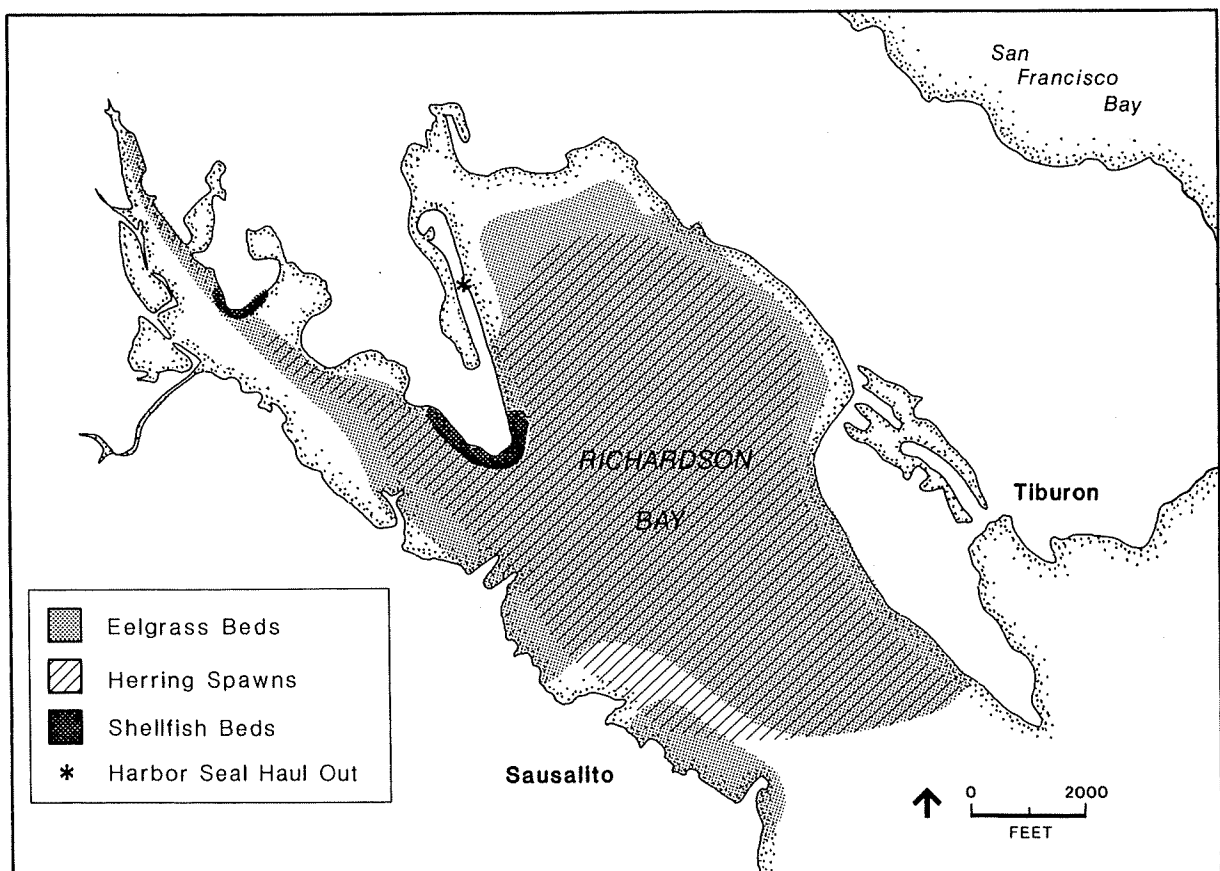 San
Francisco
Bay
RICHARDSON
BAY
Tiburon
Eelgrass Beds
Herring Spawns
Shellfish Beds
* Harbor Seal Haul Out
Sausalito
0 2000
FEET